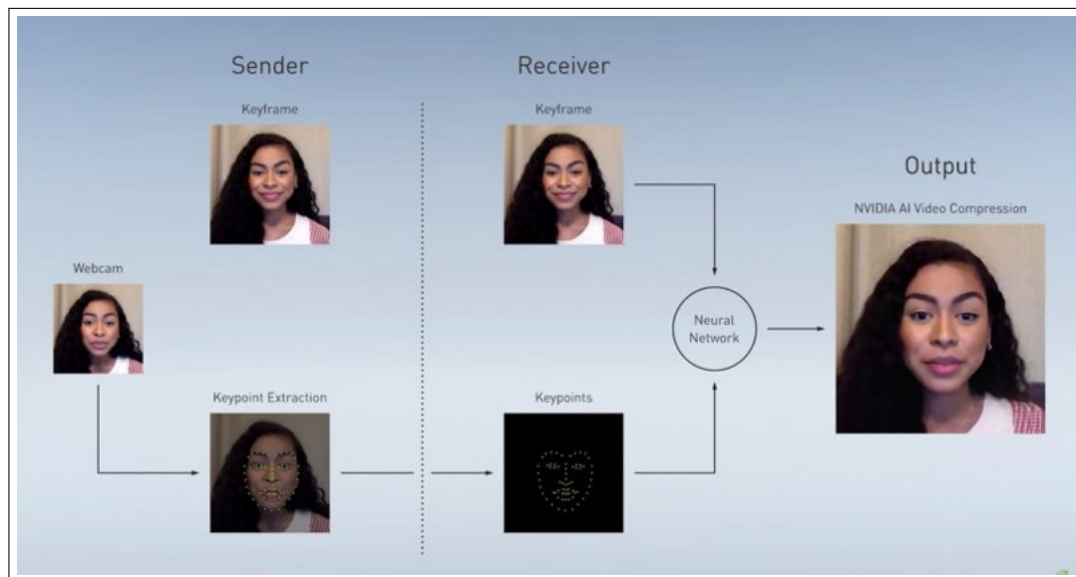 Sender
Receiver
Keyframe
Keyframe
Output
NVIDIA AI Video Compression
Webcam
Neural
Network
Keypoint Extraction
Keypoints